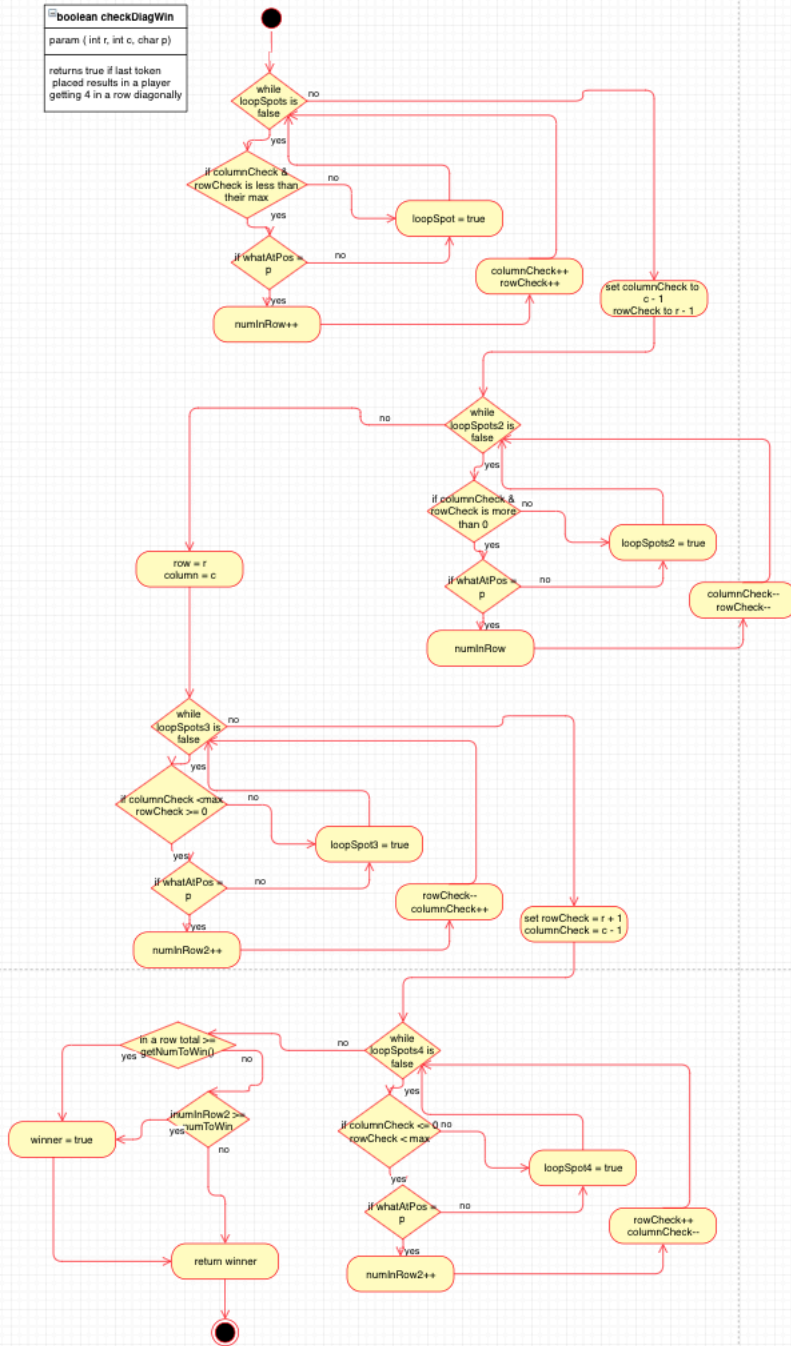 boolean checkDiagWin
param ( int r, int c, char p)
returns true if last token
placed results in a player
getting 4 in a row diagonally
while
loopSpots is
false
no
yes
if columnCheck &
rowCheck is less than
their max
no
loopSpot = true
yes
if whatAtPos =
p
no
columnCheck++
rowCheck++
set columnCheck to
c - 1
rowCheck to r - 1
yes
numInRow++
while
loopSpots2 is
false
no
yes
if columnCheck &
rowCheck is more
than 0
no
loopSpots2 = true
yes
row = r
column = c
if whatAtPos =
p
no
columnCheck--
rowCheck--
yes
numInRow
while
loopSpots3 is
false
no
yes
if columnCheck <max
rowCheck >= 0
no
loopSpot3 = true
yes
if whatAtPos =
p
no
rowCheck--
columnCheck++
set rowCheck = r + 1
columnCheck = c - 1
yes
numInRow2++
in a row total >=
getNumToWin()
yes
no
while
loopSpots4 is
false
no
yes
inumInRow2 >=
numToWin
yes
no
winner = true
if columnCheck <= 0
rowCheck < max
no
loopSpot4 = true
yes
if whatAtPos =
p
no
rowCheck++
columnCheck--
yes
numInRow2++
return winner